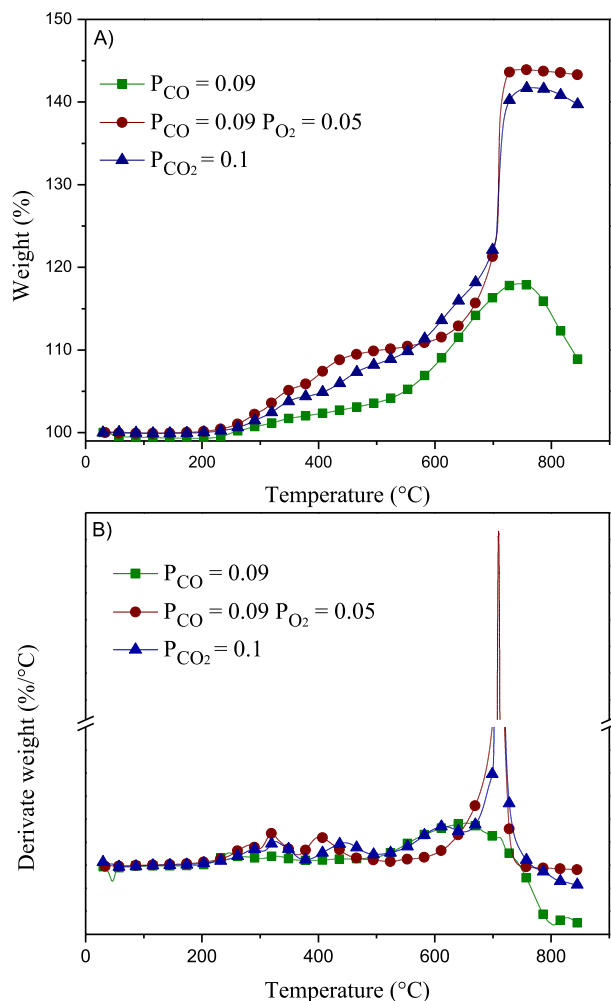 A)
P_CO = 0.09
P_CO = 0.09 P_O2 = 0.05
P_CO2 = 0.1
Weight (%)
150
140
130
120
110
100
0 200 400 600 800
Temperature (°C)
B)
P_CO = 0.09
P_CO = 0.09 P_O2 = 0.05
P_CO2 = 0.1
Derivate weight (%/°C)
0 200 400 600 800
Temperature (°C)